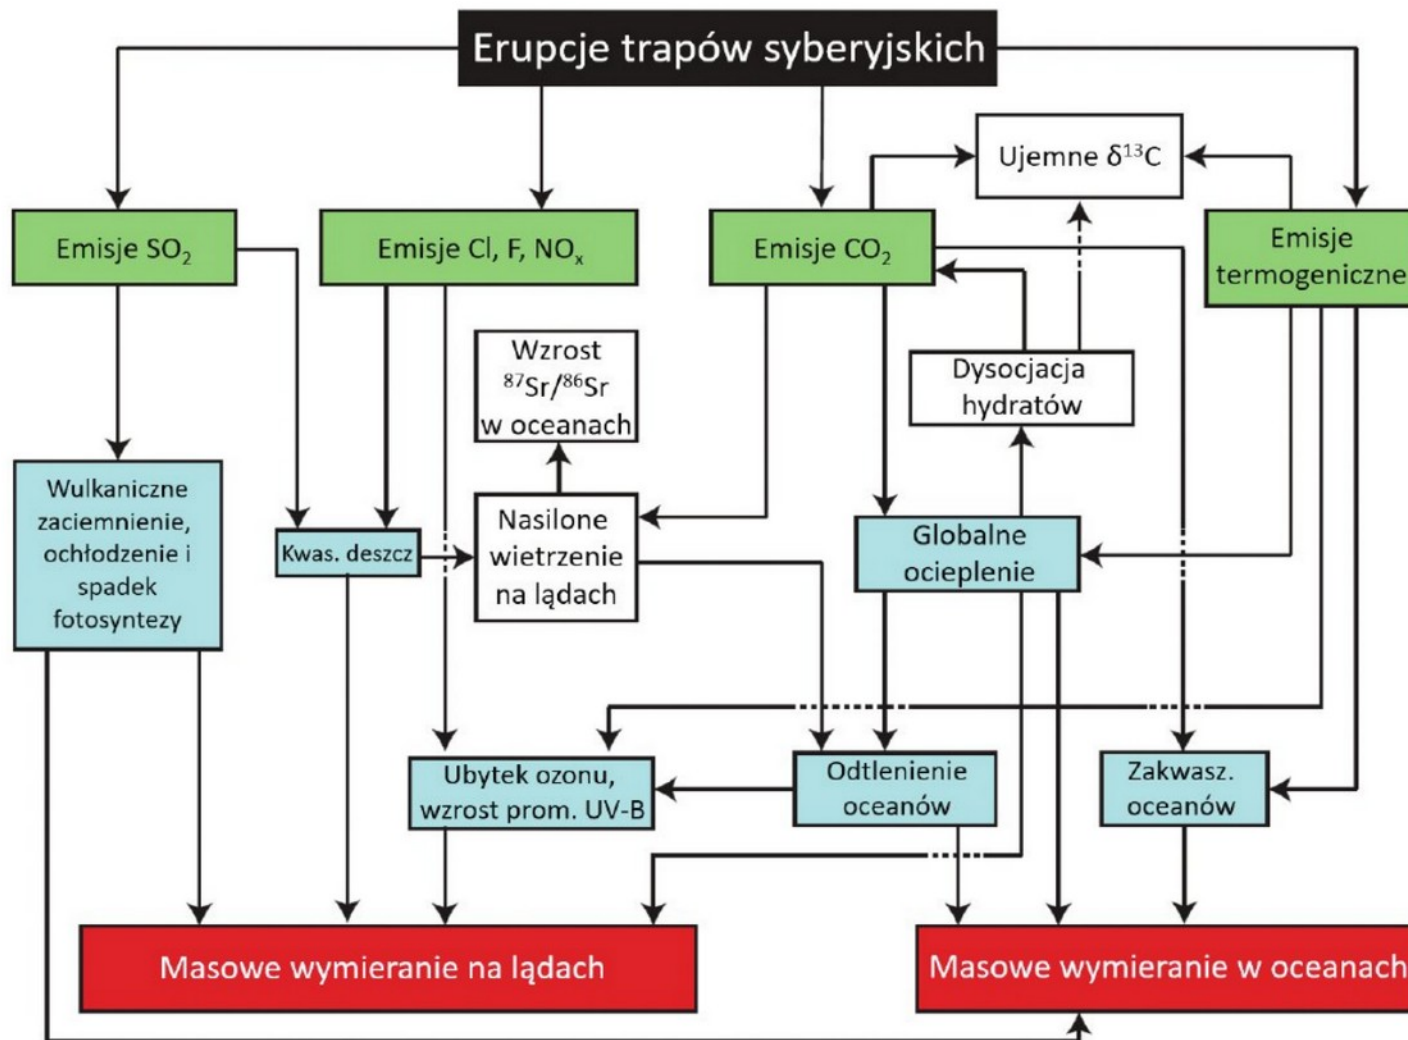 Erupcje trapów syberyjskich
Ujemne δ¹³C
Emisje SO₂
Emisje Cl, F, NOₓ
Emisje CO₂
Emisje
termogeniczne
Wzrost
⁸⁷Sr/⁸⁶Sr
w oceanach
Dysocjacja
hydratów
Wulkaniczne
zaciemnienie,
ochłodzenie i
spadek
fotosyntezy
Kwas. deszcz
Nasilone
wietrzenie
na lądach
Globalne
ocieplenie
Ubytek ozonu,
wzrost prom. UV-B
Odtlenienie
oceanów
Zakwasz.
oceanów
Masowe wymieranie na lądach
Masowe wymieranie w oceanach